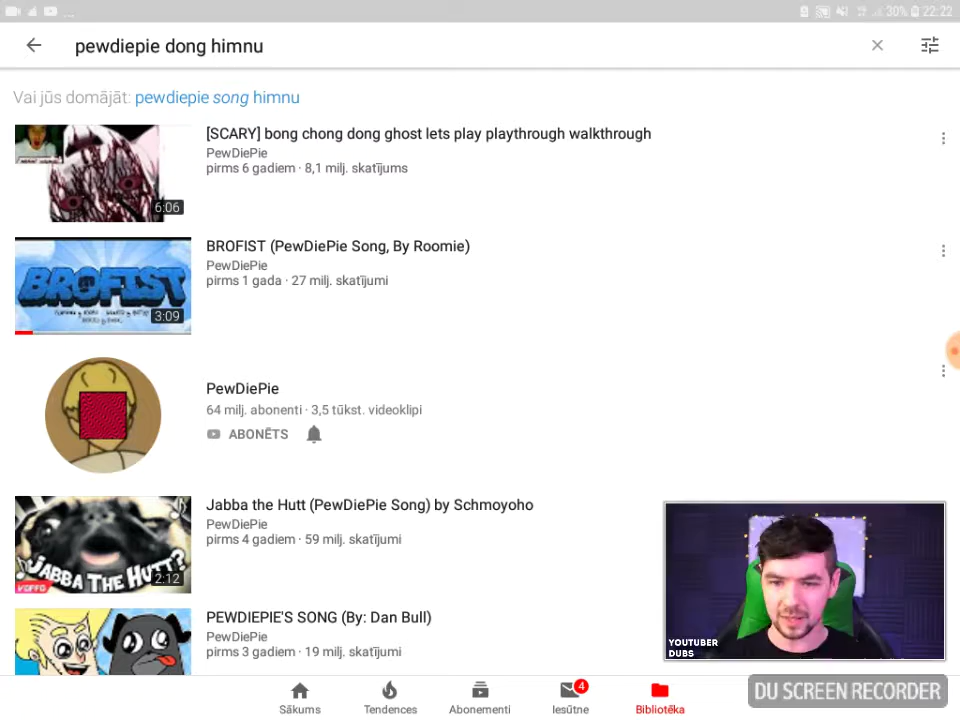 30% 22:22
pewdiepie dong himnu
Vai jūs domājāt: pewdiepie song himnu
[SCARY] bong chong dong ghost lets play playthrough walkthrough
PewDiePie
pirms 6 gadiem · 8,1 milj. skatījums
6:06
BROFIST (PewDiePie Song, By Roomie)
PewDiePie
pirms 1 gada · 27 milj. skatījumi
BROFIST
3:09
PewDiePie
64 milj. abonenti · 3,5 tūkst. videoklipi
ABONĒTS
Jabba the Hutt (PewDiePie Song) by Schmoyoho
PewDiePie
pirms 4 gadiem · 59 milj. skatījumi
JABBA THE HUTT?
2:12
PEWDIEPIE'S SONG (By: Dan Bull)
PewDiePie
pirms 3 gadiem · 19 milj. skatījumi
YOUTUBER
DUBS
4
Sākums Tendences Abonementi Iesūtne Bibliotēka
DU SCREEN RECORDER